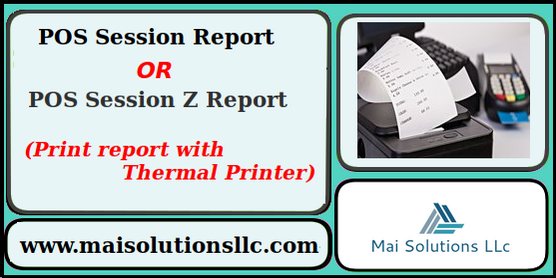 POS Session Report
OR
POS Session Z Report
(Print report with
Thermal Printer)
www.maisolutionsllc.com
Mai Solutions LLc